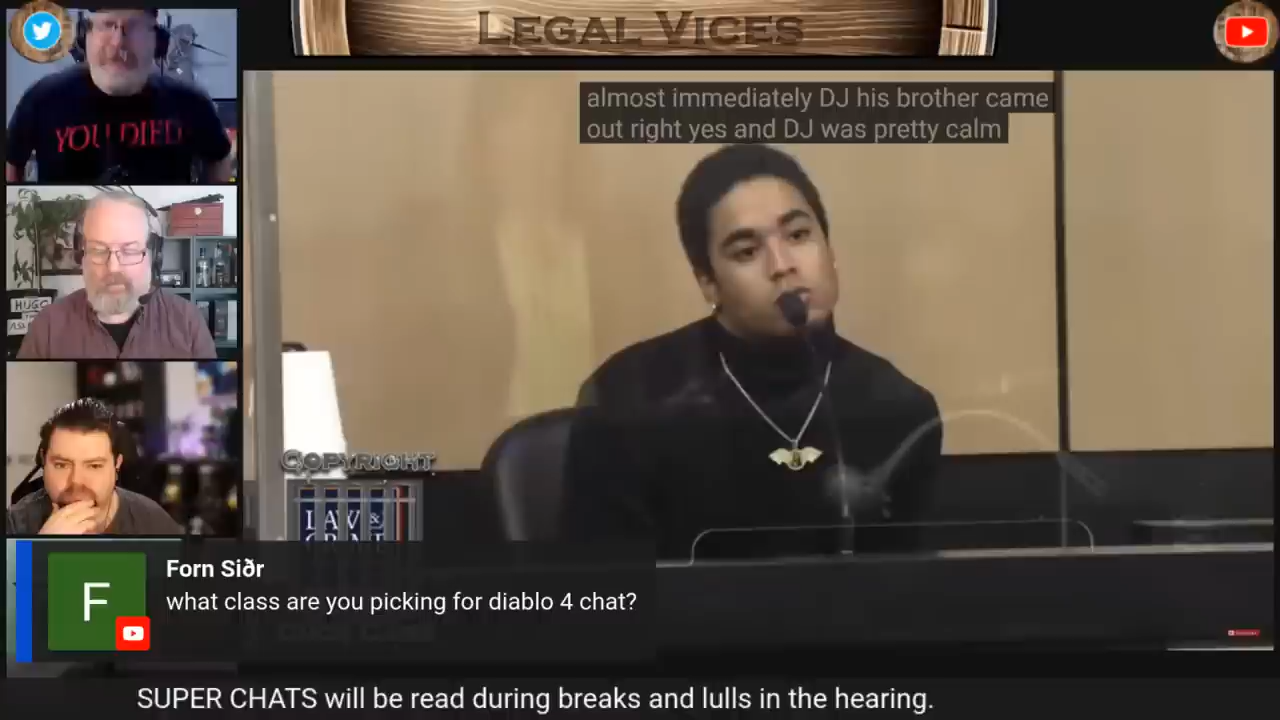 LEGAL VICES
almost immediately DJ his brother came
out right yes and DJ was pretty calm
YOU DIED
HUGO
COPYRIGHT
LAW &
Forn Siðr
what class are you picking for diablo 4 chat?
F
SUPER CHATS will be read during breaks and lulls in the hearing.